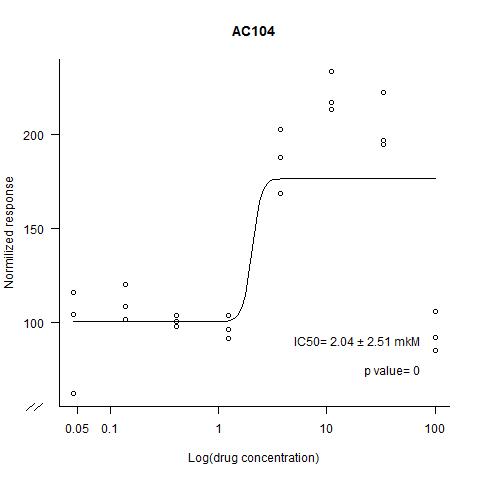 AC104
Normilized response
200
150
100
IC50= 2.04 ± 2.51 mkM
p value= 0
0.05 0.1 1 10 100
Log(drug concentration)